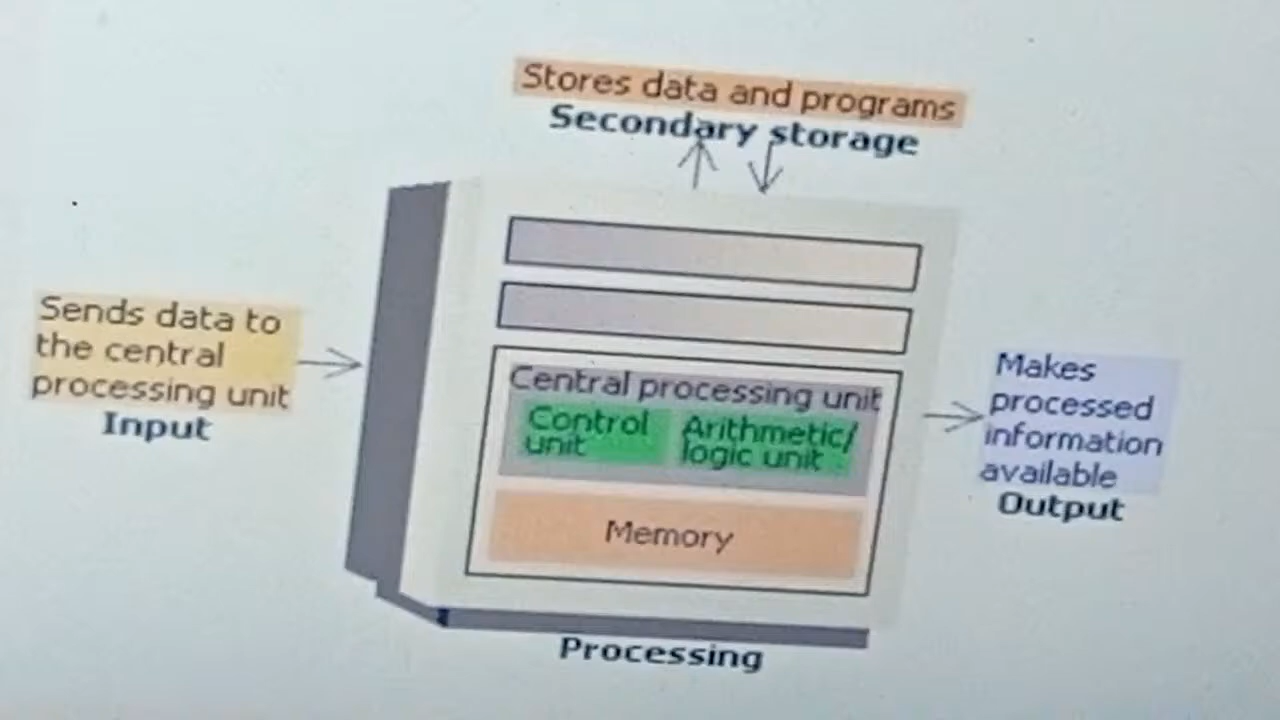 Stores data and programs
Secondary storage
Sends data to
the central
processing unit
Input
Central processing unit
Control
unit
Arithmetic/
logic unit
Memory
Makes
processed
information
available
Output
Processing